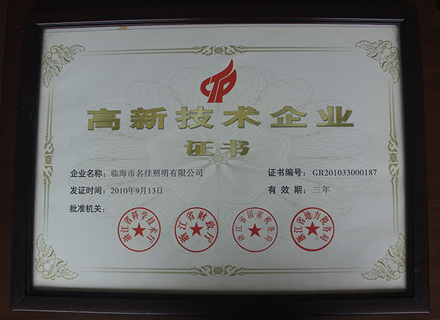 高新技术企业
证书
企业名称：临海市名佳照明有限公司 证书编号：GR201033000187
发证时间：2010年9月13日 有效期：三年
批准机关：
浙江省科学技术厅 浙江省财政厅 浙江省国家税务局 浙江省地方税务局